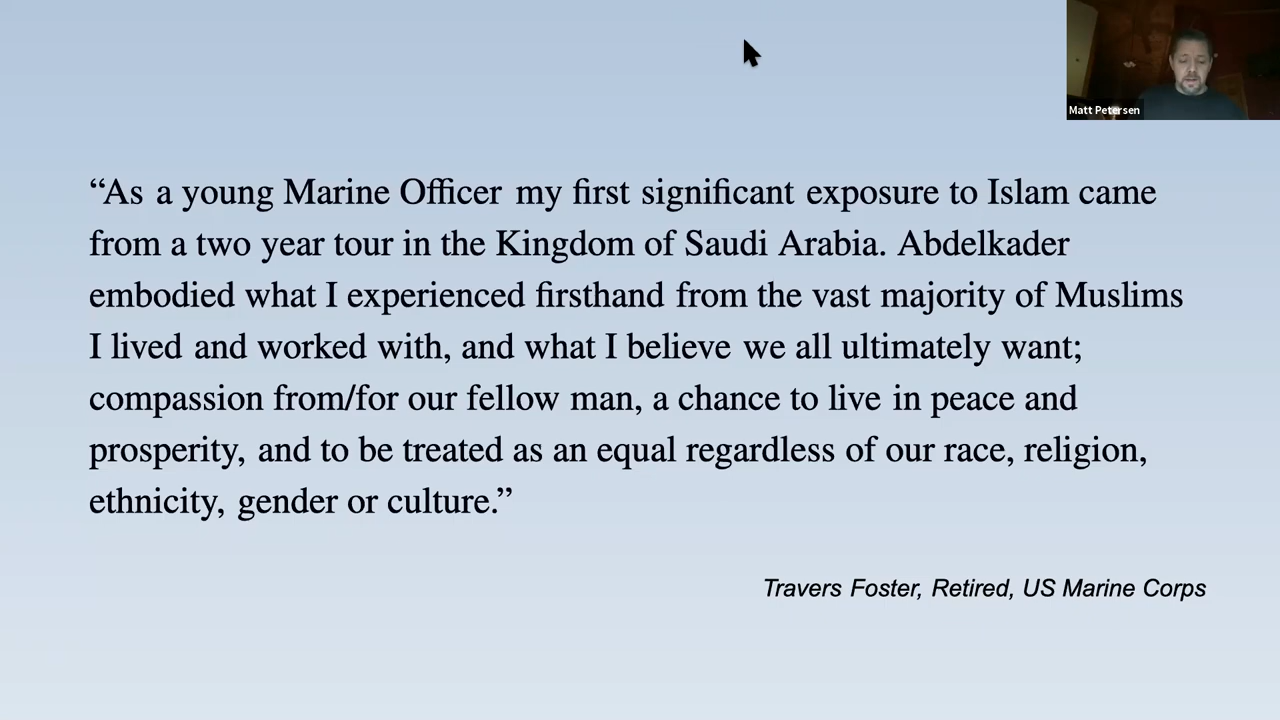 Matt Petersen
“As a young Marine Officer my first significant exposure to Islam came
from a two year tour in the Kingdom of Saudi Arabia. Abdelkader
embodied what I experienced firsthand from the vast majority of Muslims
I lived and worked with, and what I believe we all ultimately want;
compassion from/for our fellow man, a chance to live in peace and
prosperity, and to be treated as an equal regardless of our race, religion,
ethnicity, gender or culture.”
Travers Foster, Retired, US Marine Corps